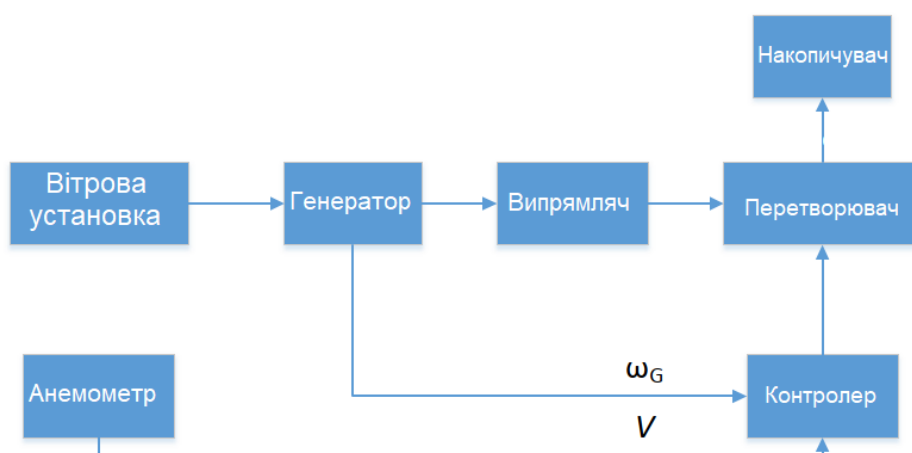 Накопичувач
Вітрова
установка
Генератор
Випрямляч
Перетворювач
ω_G
Анемометр
Контролер
V